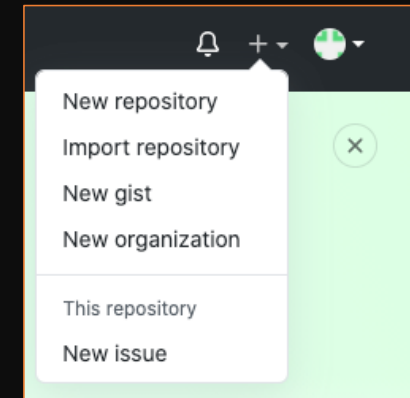 New repository
Import repository
New gist
New organization
This repository
New issue